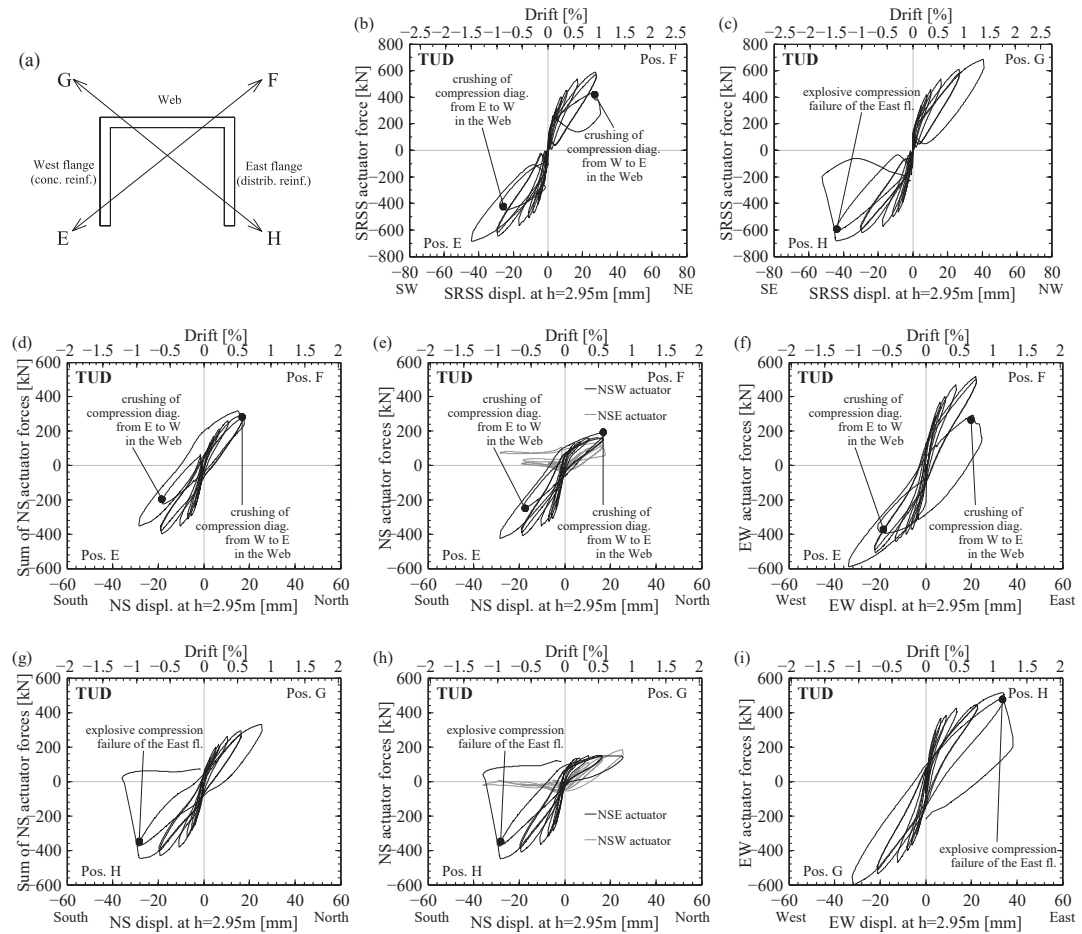 (a)
G
F
Web
West flange
(conc. reinf.)
East flange
(distrib. reinf.)
E
H
(b)
Drift [%]
−2.5 −2 −1.5 −1 −0.5 0 0.5 1 1.5 2 2.5
TUD
Pos. F
crushing of
compression diag.
from E to W
in the Web
crushing of
compression diag.
from W to E
in the Web
Pos. E
SRSS actuator force [kN]
800
600
400
200
0
−200
−400
−600
−800
−80 −60 −40 −20 0 20 40 60 80
SW
NE
SRSS displ. at h=2.95m [mm]
(c)
Drift [%]
−2.5 −2 −1.5 −1 −0.5 0 0.5 1 1.5 2 2.5
TUD
Pos. G
explosive compression
failure of the East fl.
Pos. H
SRSS actuator force [kN]
800
600
400
200
0
−200
−400
−600
−800
−80 −60 −40 −20 0 20 40 60 80
SE
NW
SRSS displ. at h=2.95m [mm]
(d)
Drift [%]
−2 −1.5 −1 −0.5 0 0.5 1 1.5 2
TUD
Pos. F
crushing of
compression diag.
from E to W
in the Web
crushing of
compression diag.
from W to E
in the Web
Pos. E
Sum of NS actuator forces [kN]
600
400
200
0
−200
−400
−600
−60 −40 −20 0 20 40 60
South
North
NS displ. at h=2.95m [mm]
(e)
Drift [%]
−2 −1.5 −1 −0.5 0 0.5 1 1.5 2
TUD
Pos. F
NSW actuator
NSE actuator
crushing of
compression diag.
from E to W
in the Web
crushing of
compression diag.
from W to E
in the Web
Pos. E
NS actuator forces [kN]
600
400
200
0
−200
−400
−600
−60 −40 −20 0 20 40 60
South
North
NS displ. at h=2.95m [mm]
(f)
Drift [%]
−2 −1.5 −1 −0.5 0 0.5 1 1.5 2
TUD
Pos. F
crushing of
compression diag.
from E to W
in the Web
crushing of
compression diag.
from W to E
in the Web
Pos. E
EW actuator forces [kN]
600
400
200
0
−200
−400
−600
−60 −40 −20 0 20 40 60
West
East
EW displ. at h=2.95m [mm]
(g)
Drift [%]
−2 −1.5 −1 −0.5 0 0.5 1 1.5 2
TUD
Pos. G
explosive compression
failure of the East fl.
Pos. H
Sum of NS actuator forces [kN]
600
400
200
0
−200
−400
−600
−60 −40 −20 0 20 40 60
South
North
NS displ. at h=2.95m [mm]
(h)
Drift [%]
−2 −1.5 −1 −0.5 0 0.5 1 1.5 2
TUD
Pos. G
explosive compression
failure of the East fl.
NSE actuator
NSW actuator
Pos. H
NS actuator forces [kN]
600
400
200
0
−200
−400
−600
−60 −40 −20 0 20 40 60
South
North
NS displ. at h=2.95m [mm]
(i)
Drift [%]
−2 −1.5 −1 −0.5 0 0.5 1 1.5 2
TUD
Pos. H
explosive compression
failure of the East fl.
Pos. G
EW actuator forces [kN]
600
400
200
0
−200
−400
−600
−60 −40 −20 0 20 40 60
West
East
EW displ. at h=2.95m [mm]